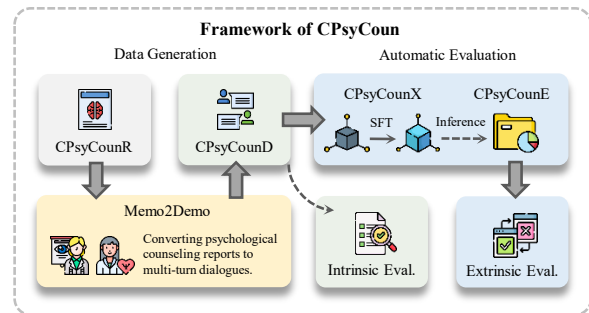 Framework of CPsyCoun
Data Generation
Automatic Evaluation
CPsyCounR
CPsyCounD
CPsyCounX
CPsyCounE
SFT
Inference
Memo2Demo
Converting psychological
counseling reports to
multi-turn dialogues.
Intrinsic Eval.
Extrinsic Eval.